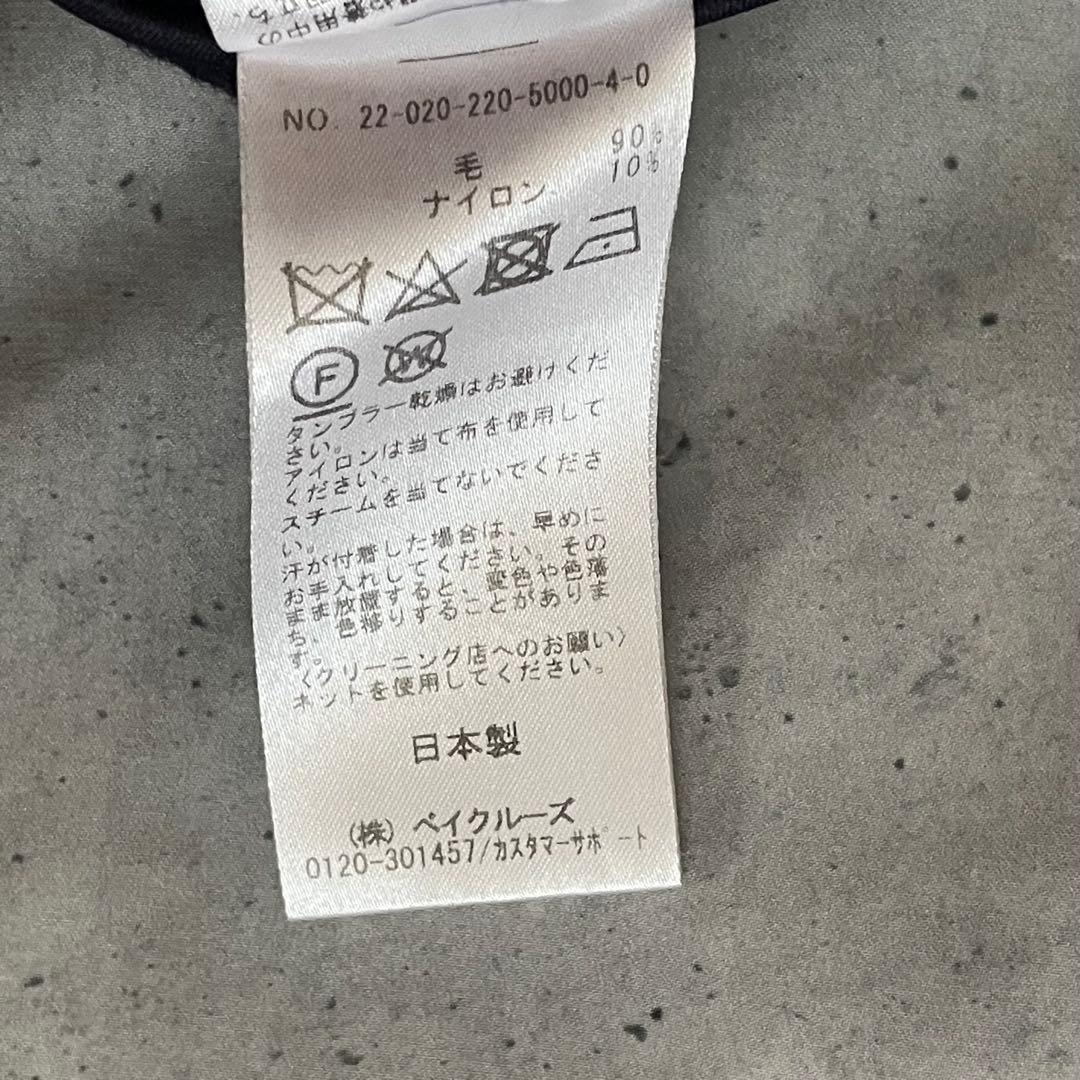 NO. 22-020-220-5000-4-0
毛 90%
ナイロン 10%
F
タンブラー乾燥はお避けくだ
さい。
アイロンは当て布を使用して
ください。
スチームを当てないでくださ
い。
汗が付着した場合は、早めに
お手入れしてください。その
まま放置すると、変色や色落
ち、色移りすることがありま
す。
〈クリーニング店へのお願い〉
ネットを使用してください。
日本製
(株) ベイクルーズ
0120-301457/カスタマーサポート